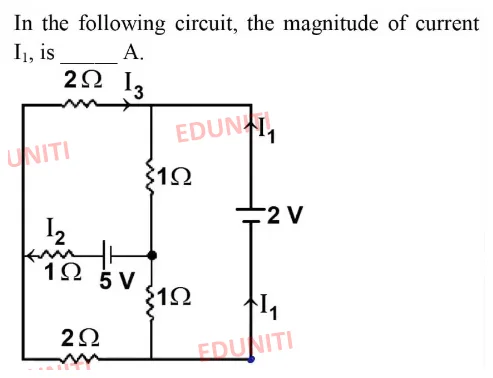 In the following circuit, the magnitude of current
I₁, is _____ A.
2Ω I₃
EDUNITI
I₁
UNITI
1Ω
2 V
I₂
1Ω
5 V
1Ω
I₁
2Ω
EDUNITI